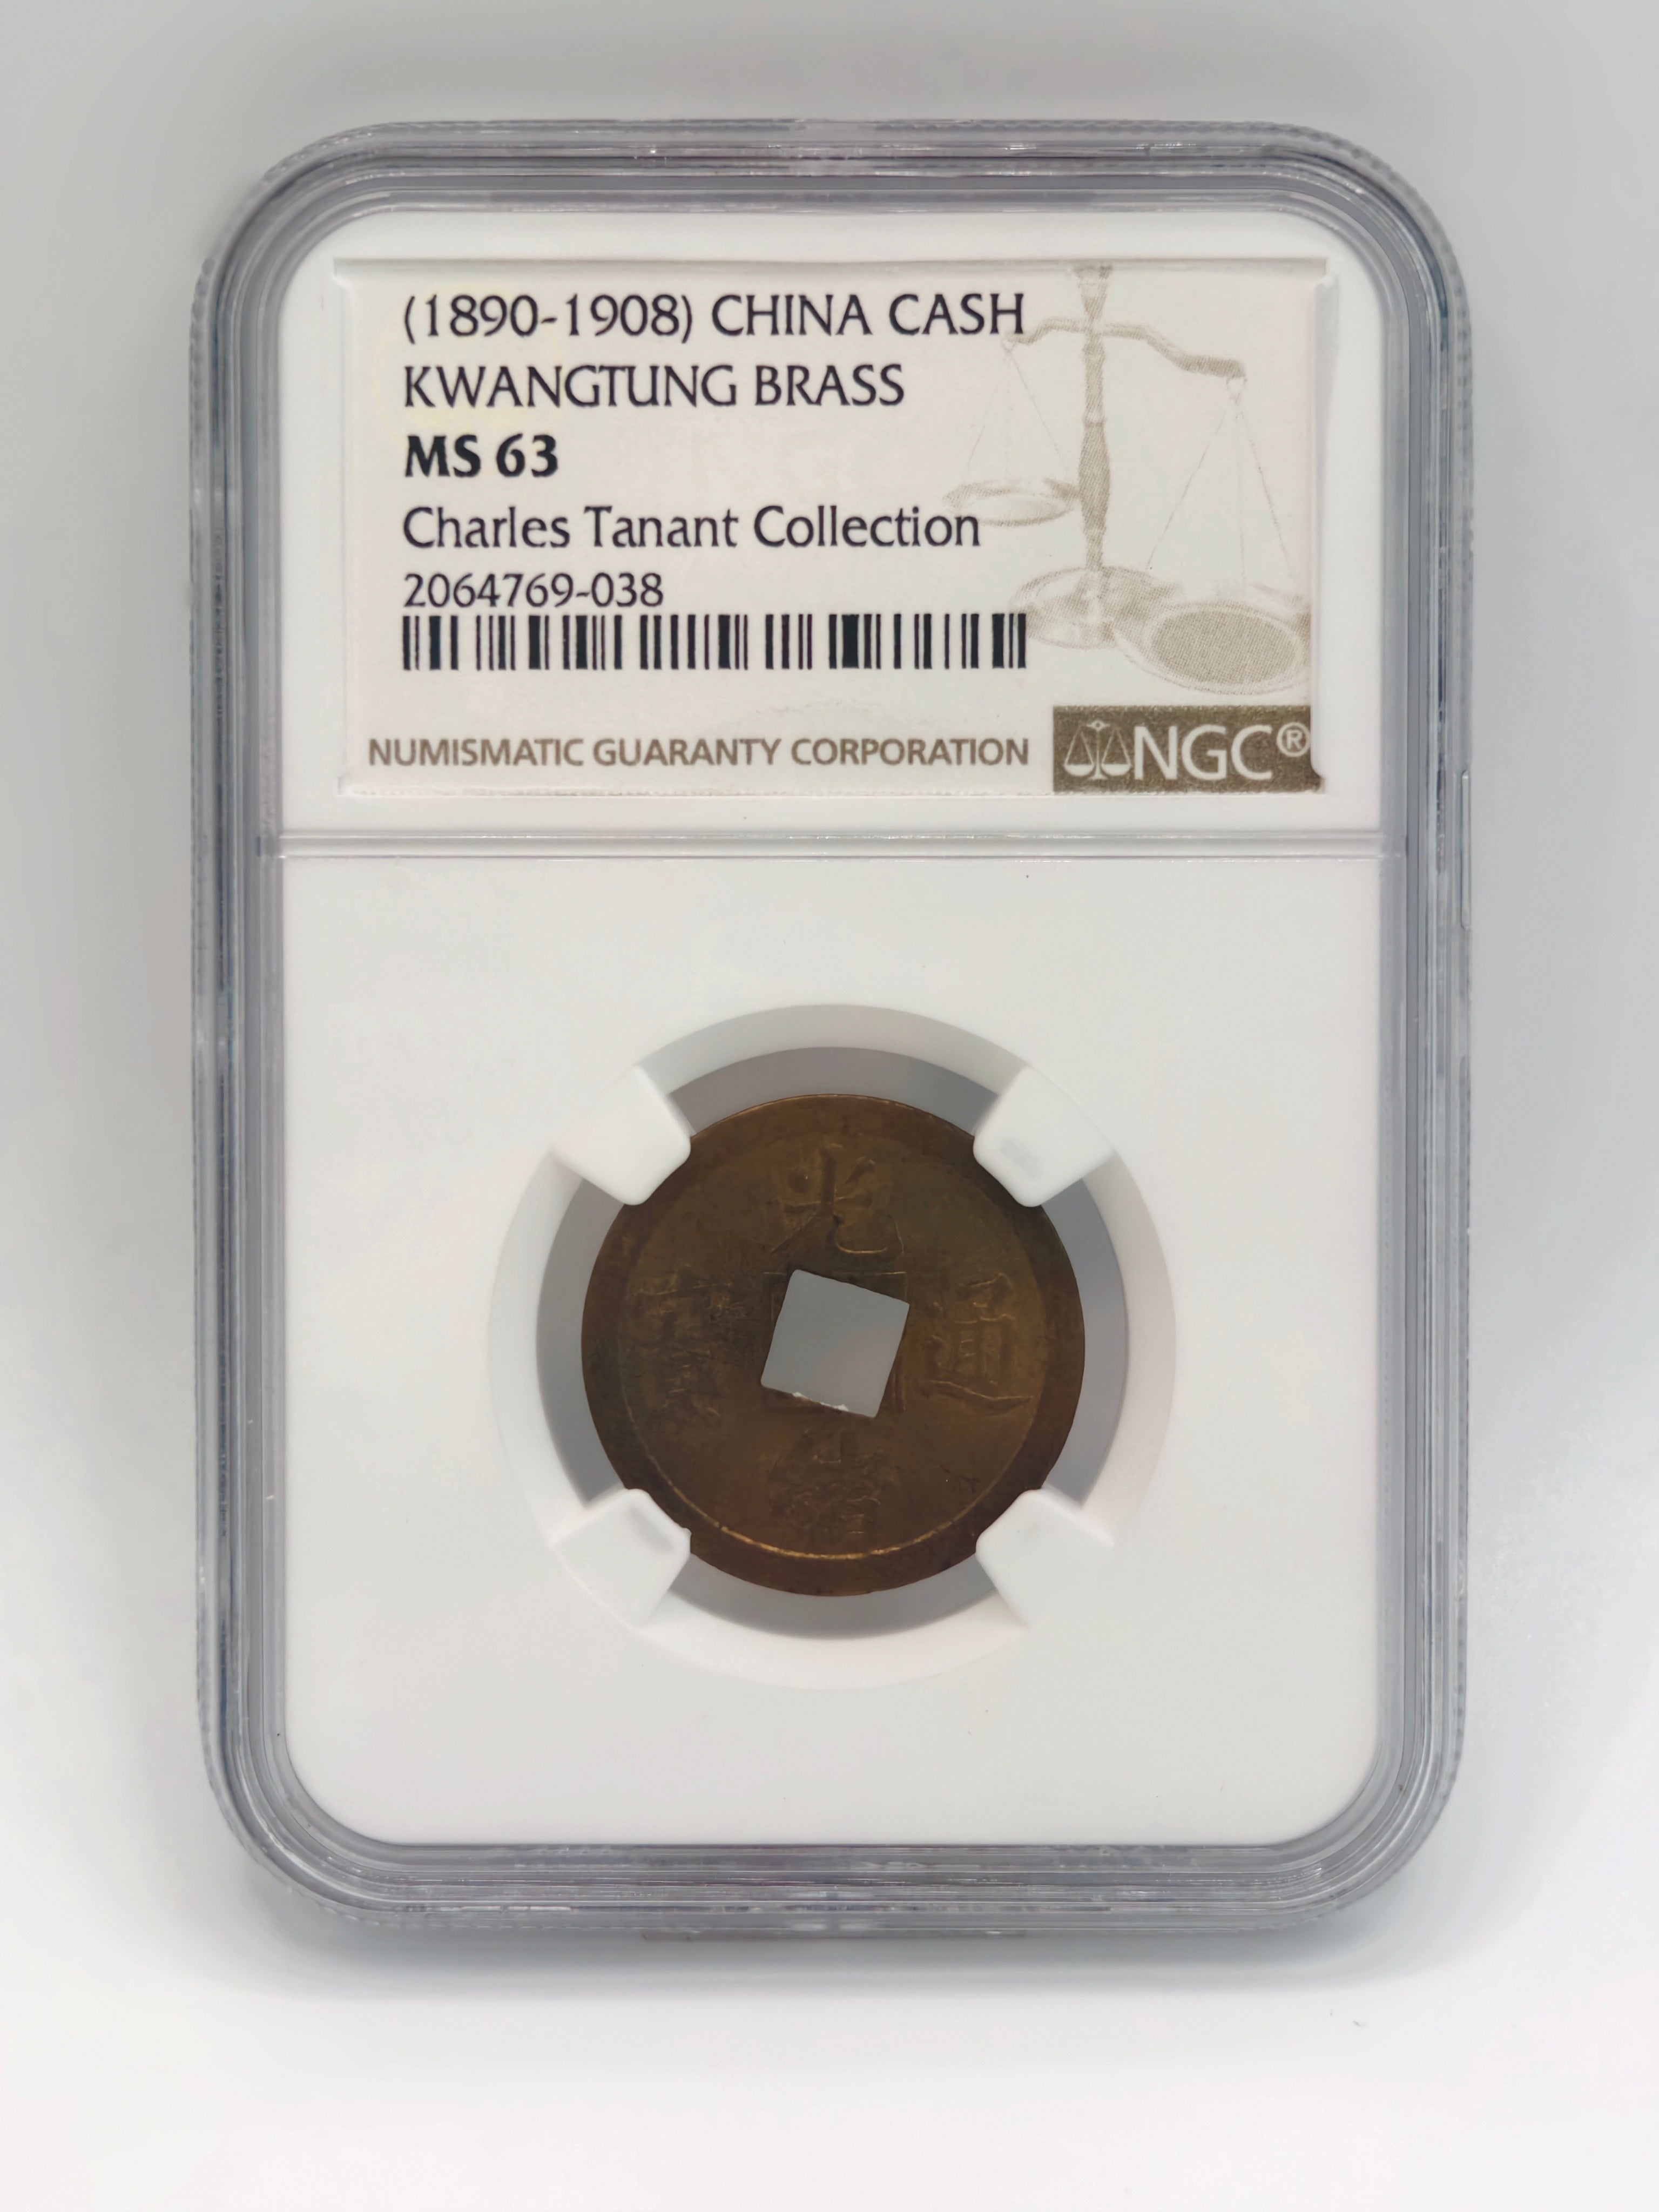 (1890-1908) CHINA CASH
KWANGTUNG BRASS
MS 63
Charles Tanant Collection
2064769-038
NUMISMATIC GUARANTY CORPORATION
NGC®
光
寶 通
緒